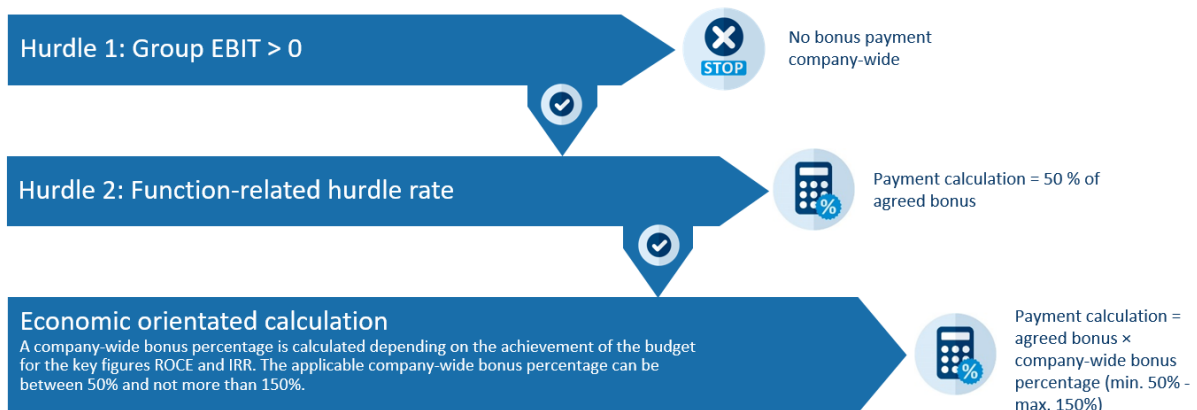 Hurdle 1: Group EBIT > 0
STOP
No bonus payment
company-wide
Hurdle 2: Function-related hurdle rate
%
Payment calculation = 50 % of
agreed bonus
Economic orientated calculation
A company-wide bonus percentage is calculated depending on the achievement of the budget
for the key figures ROCE and IRR. The applicable company-wide bonus percentage can be
between 50% and not more than 150%.
%
Payment calculation =
agreed bonus ×
company-wide bonus
percentage (min. 50% -
max. 150%)